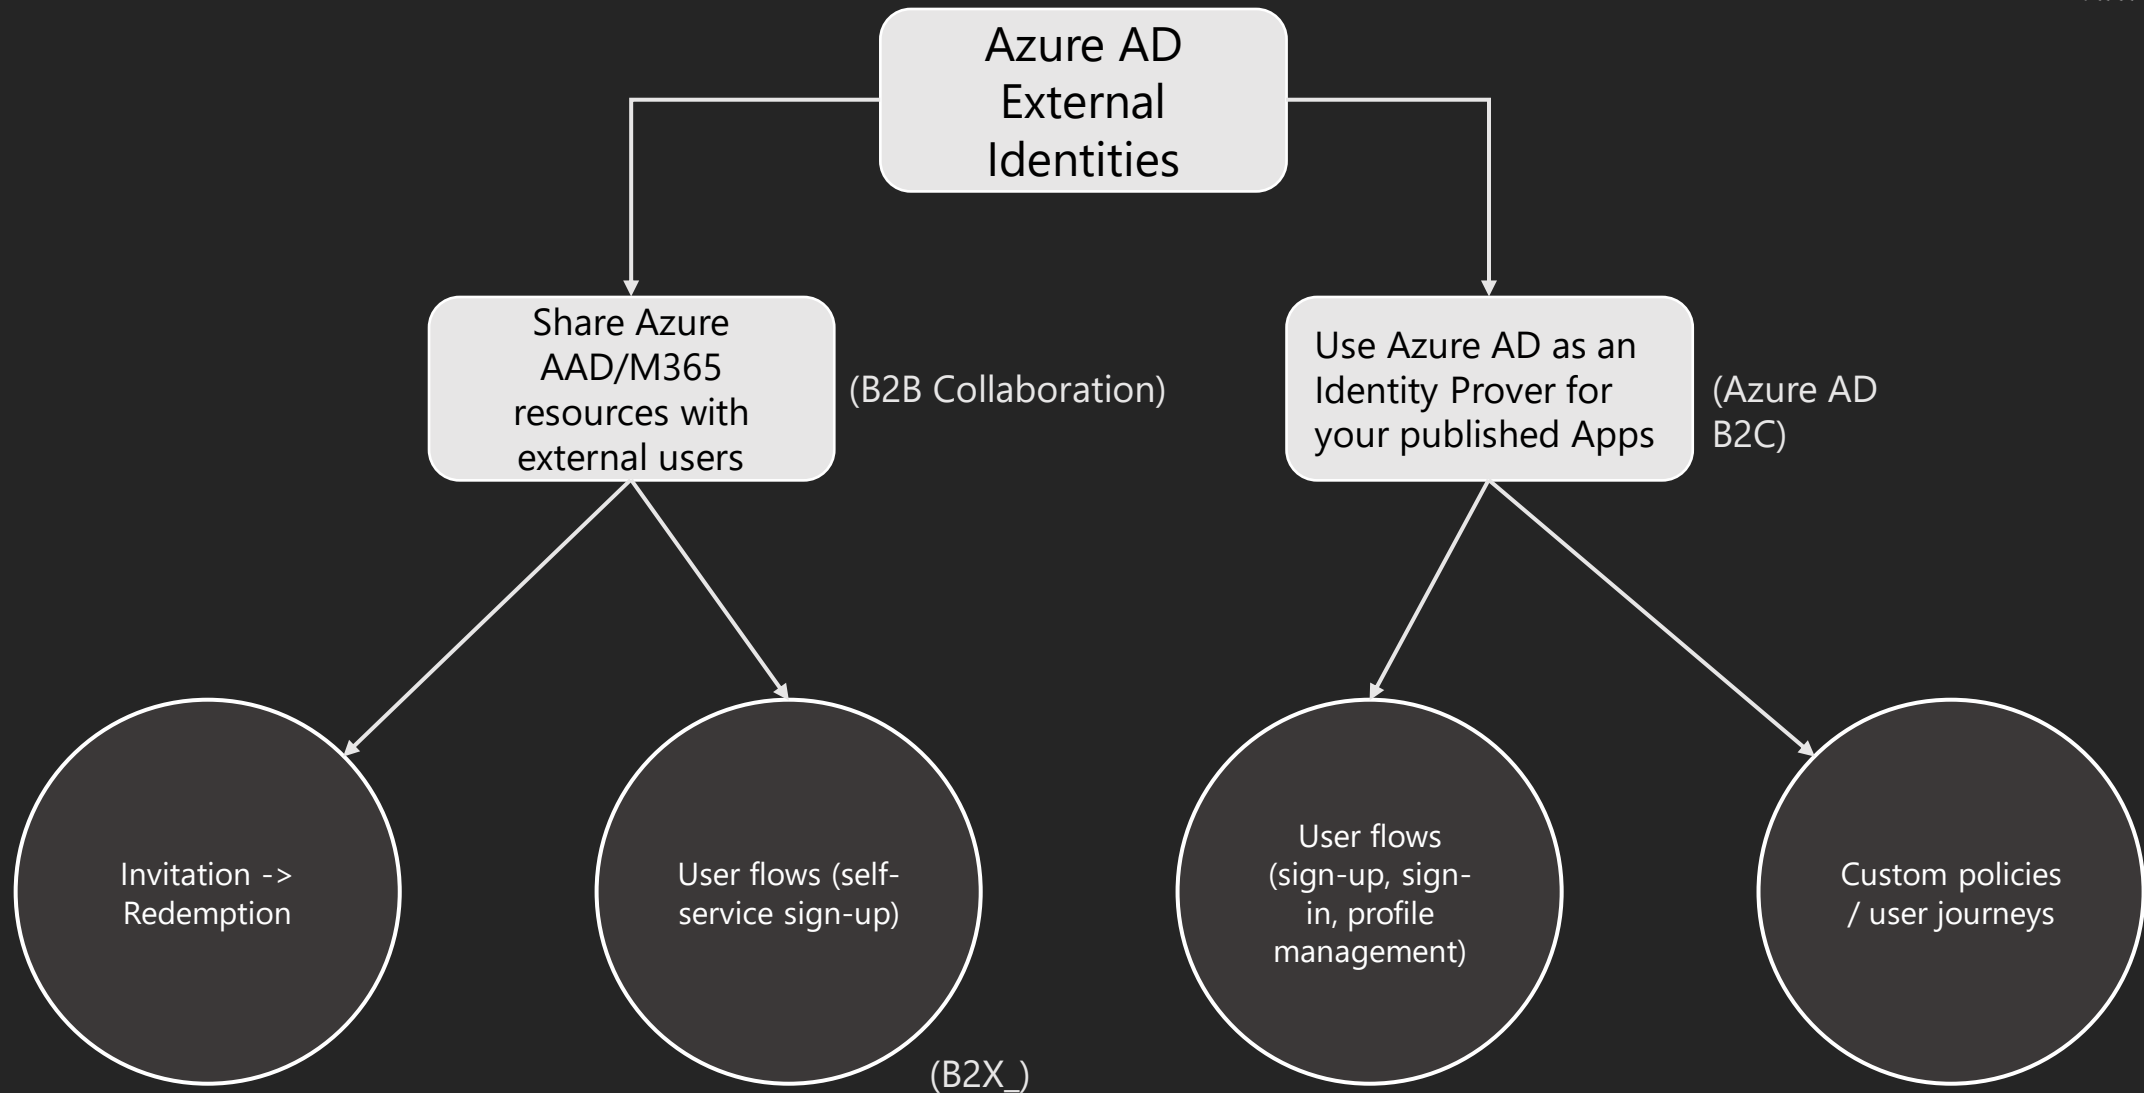 Azure AD
External
Identities
Share Azure
AAD/M365
resources with
external users
(B2B Collaboration)
Use Azure AD as an
Identity Prover for
your published Apps
(Azure AD
B2C)
Invitation ->
Redemption
User flows (self-
service sign-up)
(B2X_)
User flows
(sign-up, sign-
in, profile
management)
Custom policies
/ user journeys